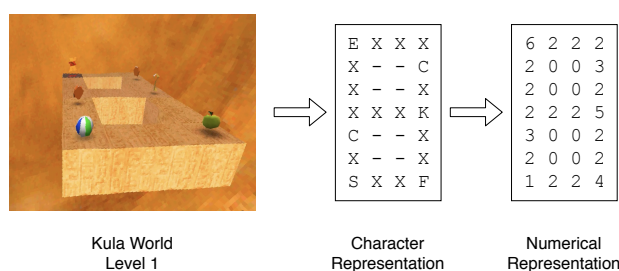 E X X X
X - - C
X - - X
X X X K
C - - X
X - - X
S X X F
6 2 2 2
2 0 0 3
2 0 0 2
2 2 2 5
3 0 0 2
2 0 0 2
1 2 2 4
Kula World
Level 1
Character
Representation
Numerical
Representation